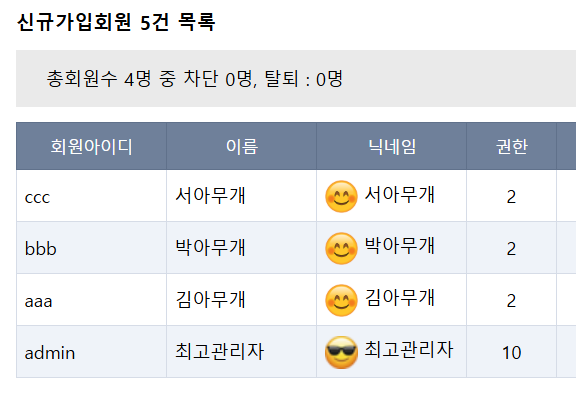 신규가입회원 5건 목록
총회원수 4명 중 차단 0명, 탈퇴 : 0명
회원아이디 이름 닉네임 권한
ccc 서아무개 서아무개 2
bbb 박아무개 박아무개 2
aaa 김아무개 김아무개 2
admin 최고관리자 최고관리자 10